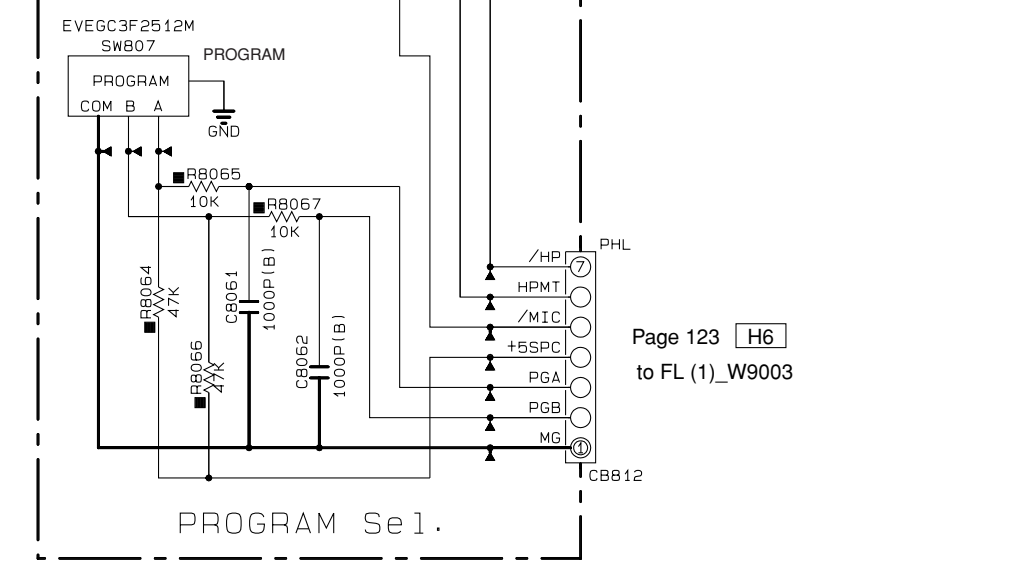 EVEGC3F2512M
SW807
PROGRAM
PROGRAM
COM B A
GND
R8065
10K
R8067
10K
R8064
47K
R8066
47K
C8061
1000P(B)
C8062
1000P(B)
PHL
/HP
7
HPMT
/MIC
+5SPC
PGA
PGB
MG
1
CB812
Page 123 H6
to FL (1)_W9003
PROGRAM Sel.